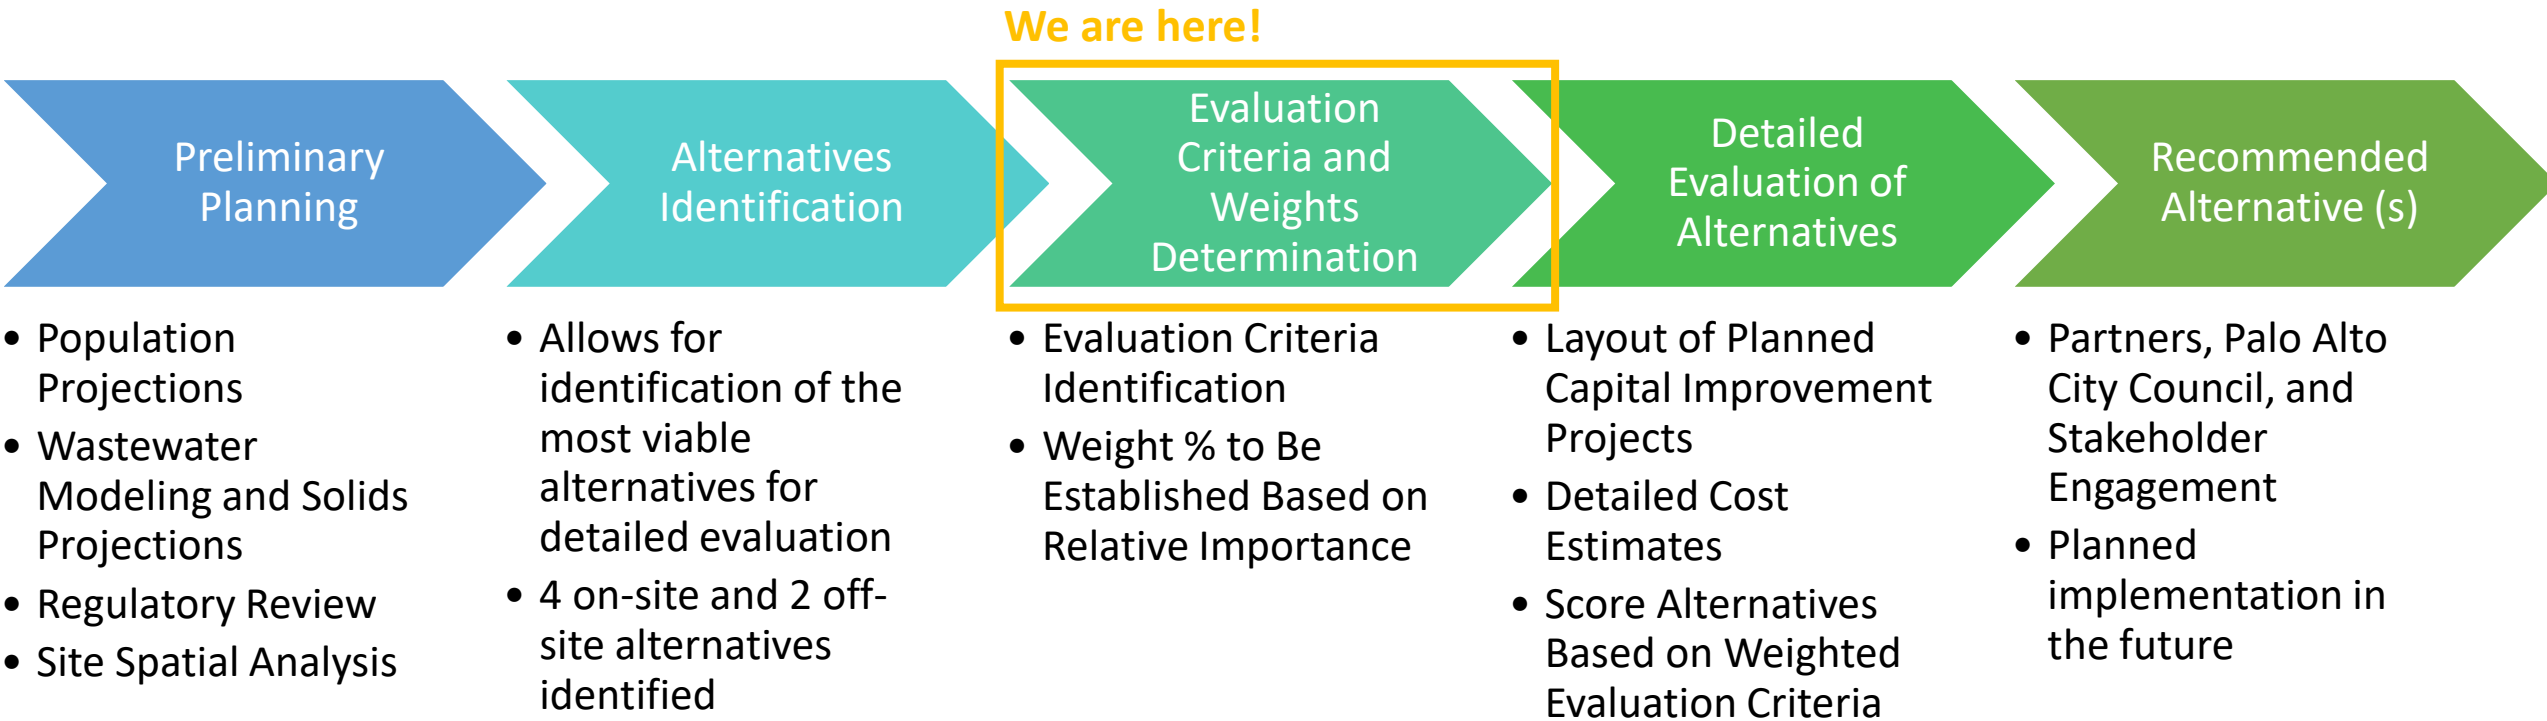 We are here!
Preliminary
Planning
Alternatives
Identification
Evaluation
Criteria and
Weights
Determination
Detailed
Evaluation of
Alternatives
Recommended
Alternative (s)
• Population
Projections
• Wastewater
Modeling and Solids
Projections
• Regulatory Review
• Site Spatial Analysis
• Allows for
identification of the
most viable
alternatives for
detailed evaluation
• 4 on-site and 2 off-
site alternatives
identified
• Evaluation Criteria
Identification
• Weight % to Be
Established Based on
Relative Importance
• Layout of Planned
Capital Improvement
Projects
• Detailed Cost
Estimates
• Score Alternatives
Based on Weighted
Evaluation Criteria
• Partners, Palo Alto
City Council, and
Stakeholder
Engagement
• Planned
implementation in
the future